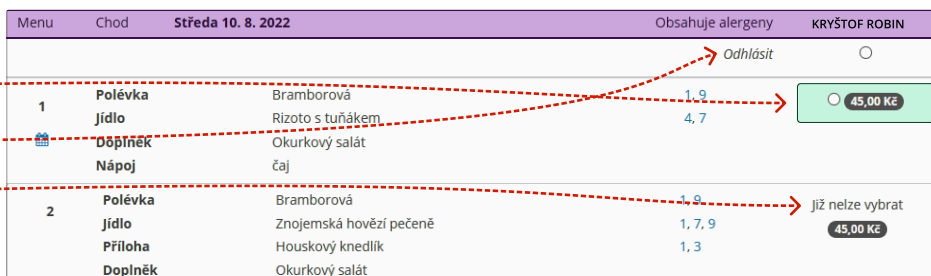 Menu Chod Středa 10. 8. 2022 Obsahuje alergeny KRYŠTOF ROBIN
Odhlásit
1 Polévka Bramborová 1, 9 45,00 Kč
Jídlo Rizoto s tuňákem 4, 7
Doplněk Okurkový salát
Nápoj čaj
2 Polévka Bramborová 1, 9 Již nelze vybrat
Jídlo Znojemská hovězí pečeně 1, 7, 9 45,00 Kč
Příloha Houskový knedlík 1, 3
Doplněk Okurkový salát